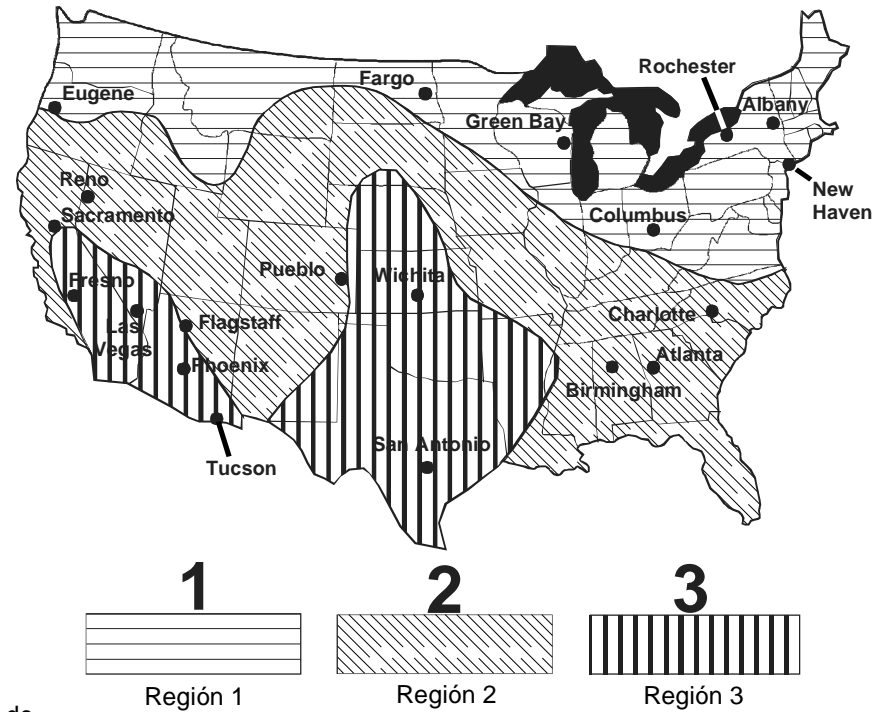 Rochester
Fargo
Eugene
Albany
Green Bay
New
Haven
Reno
Columbus
Sacramento
Pueblo
Wichita
Fresno
Las
Vegas
Flagstaff
Charlotte
Phoenix
Atlanta
Birmingham
San Antonio
Tucson
1
2
3
Región 1
Región 2
Región 3